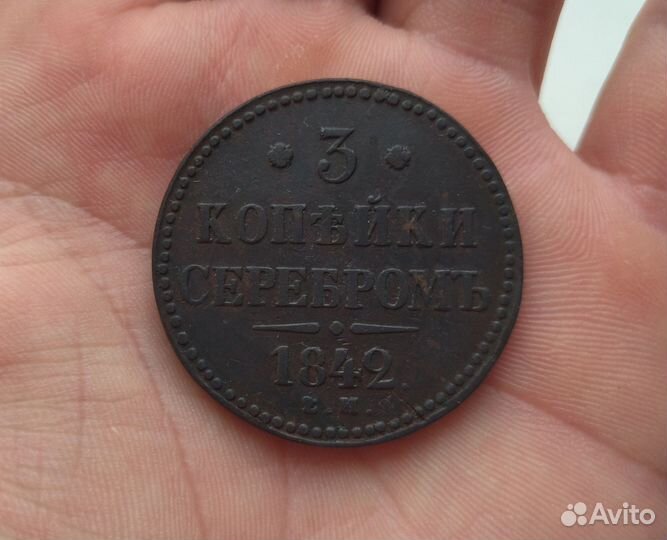 3
КОПѢЙКИ
СЕРЕБРОМЪ
1842.
Е.М.
Avito